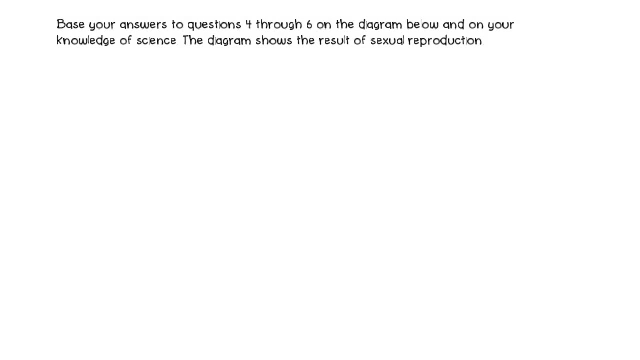 Base your answers to questions 4 through 6 on the diagram below and on your
knowledge of science. The diagram shows the result of sexual reproduction.